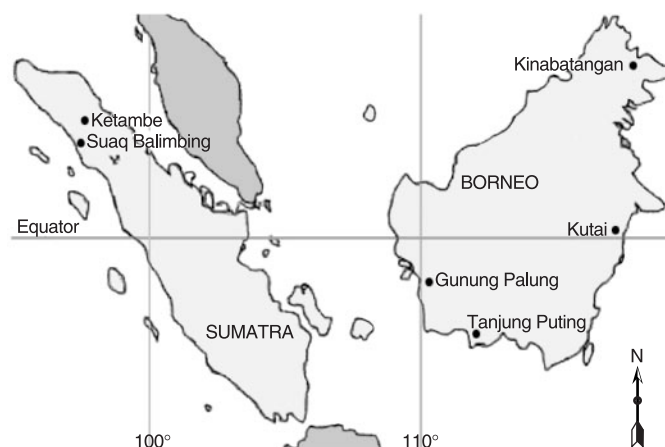 Kinabatangan
Ketambe
Suaq Balimbing
BORNEO
Equator
Kutai
Gunung Palung
SUMATRA
Tanjung Puting
N
100°
110°